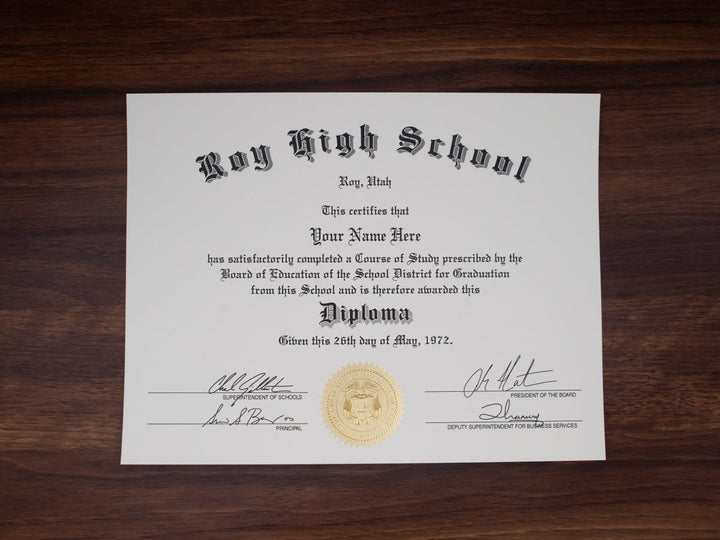 Roy High School
Roy, Utah
This certifies that
Your Name Here
has satisfactorily completed a Course of Study prescribed by the
Board of Education of the School District for Graduation
from this School and is therefore awarded this
Diploma
Given this 26th day of May, 1972.
SUPERINTENDENT OF SCHOOLS
PRESIDENT OF THE BOARD
PRINCIPAL
DEPUTY SUPERINTENDENT FOR BUSINESS SERVICES